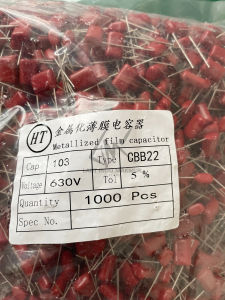 HT 金属化薄膜电容器
Metallized film capacitor
Cap 103 Type CBB22
Voltage 630V Tol 5 %
Quantity 1000 Pcs
Spec No.